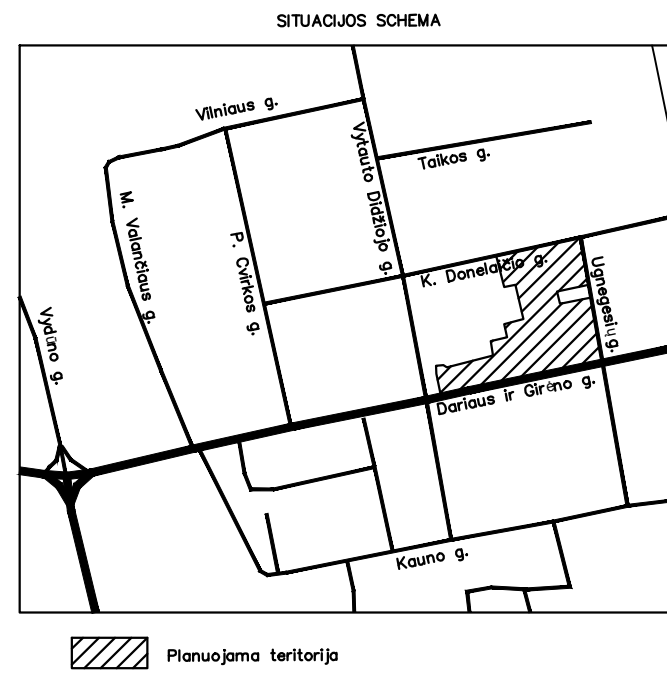 SITUACIJOS SCHEMA
Vilniaus g.
Vytauto Didžiojo g.
Taikos g.
M. Valančiaus g.
P. Cvirkos g.
K. Donelaičio g.
Ugnegesių g.
Vydūno g.
Dariaus ir Girėno g.
Kauno g.
Planuojama teritorija